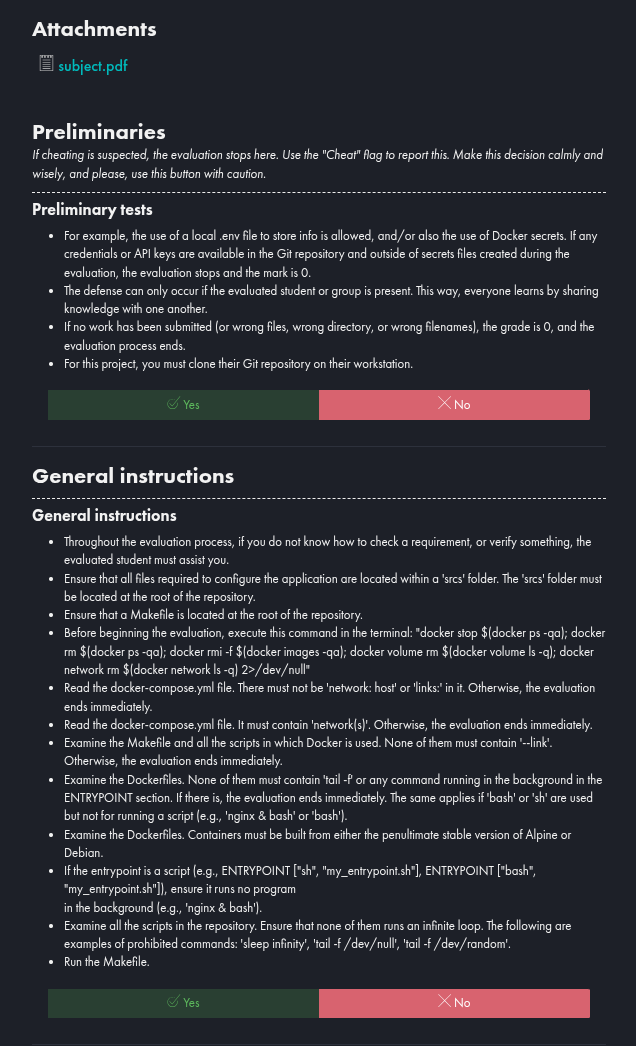 Attachments
subject.pdf
Preliminaries
If cheating is suspected, the evaluation stops here. Use the "Cheat" flag to report this. Make this decision calmly and
wisely, and please, use this button with caution.
Preliminary tests
• For example, the use of a local .env file to store info is allowed, and/or also the use of Docker secrets. If any
credentials or API keys are available in the Git repository and outside of secrets files created during the
evaluation, the evaluation stops and the mark is 0.
• The defense can only occur if the evaluated student or group is present. This way, everyone learns by sharing
knowledge with one another.
• If no work has been submitted (or wrong files, wrong directory, or wrong filenames), the grade is 0, and the
evaluation process ends.
• For this project, you must clone their Git repository on their workstation.
Yes
No
General instructions
General instructions
• Throughout the evaluation process, if you do not know how to check a requirement, or verify something, the
evaluated student must assist you.
• Ensure that all files required to configure the application are located within a 'srcs' folder. The 'srcs' folder must
be located at the root of the repository.
• Ensure that a Makefile is located at the root of the repository.
• Before beginning the evaluation, execute this command in the terminal: "docker stop $(docker ps -qa); docker
rm $(docker ps -qa); docker rmi -f $(docker images -qa); docker volume rm $(docker volume ls -q); docker
network rm $(docker network ls -q) 2>/dev/null"
• Read the docker-compose.yml file. There must not be 'network: host' or 'links:' in it. Otherwise, the evaluation
ends immediately.
• Read the docker-compose.yml file. It must contain 'network(s)'. Otherwise, the evaluation ends immediately.
• Examine the Makefile and all the scripts in which Docker is used. None of them must contain '--link'.
Otherwise, the evaluation ends immediately.
• Examine the Dockerfiles. None of them must contain 'tail -f' or any command running in the background in the
ENTRYPOINT section. If there is, the evaluation ends immediately. The same applies if 'bash' or 'sh' are used
but not for running a script (e.g., 'nginx & bash' or 'bash').
• Examine the Dockerfiles. Containers must be built from either the penultimate stable version of Alpine or
Debian.
• If the entrypoint is a script (e.g., ENTRYPOINT ["sh", "my_entrypoint.sh"], ENTRYPOINT ["bash",
"my_entrypoint.sh"]), ensure it runs no program
in the background (e.g., 'nginx & bash').
• Examine all the scripts in the repository. Ensure that none of them runs an infinite loop. The following are
examples of prohibited commands: 'sleep infinity', 'tail -f /dev/null', 'tail -f /dev/random'.
• Run the Makefile.
Yes
No